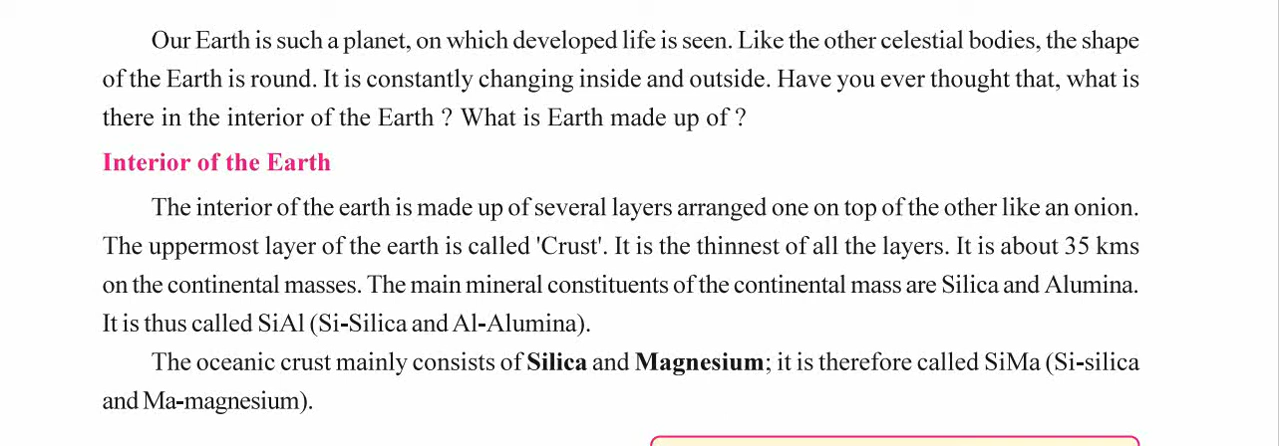 Our Earth is such a planet, on which developed life is seen. Like the other celestial bodies, the shape
of the Earth is round. It is constantly changing inside and outside. Have you ever thought that, what is
there in the interior of the Earth ? What is Earth made up of ?
Interior of the Earth
The interior of the earth is made up of several layers arranged one on top of the other like an onion.
The uppermost layer of the earth is called 'Crust'. It is the thinnest of all the layers. It is about 35 kms
on the continental masses. The main mineral constituents of the continental mass are Silica and Alumina.
It is thus called SiAl (Si-Silica and Al-Alumina).
The oceanic crust mainly consists of Silica and Magnesium; it is therefore called SiMa (Si-silica
and Ma-magnesium).